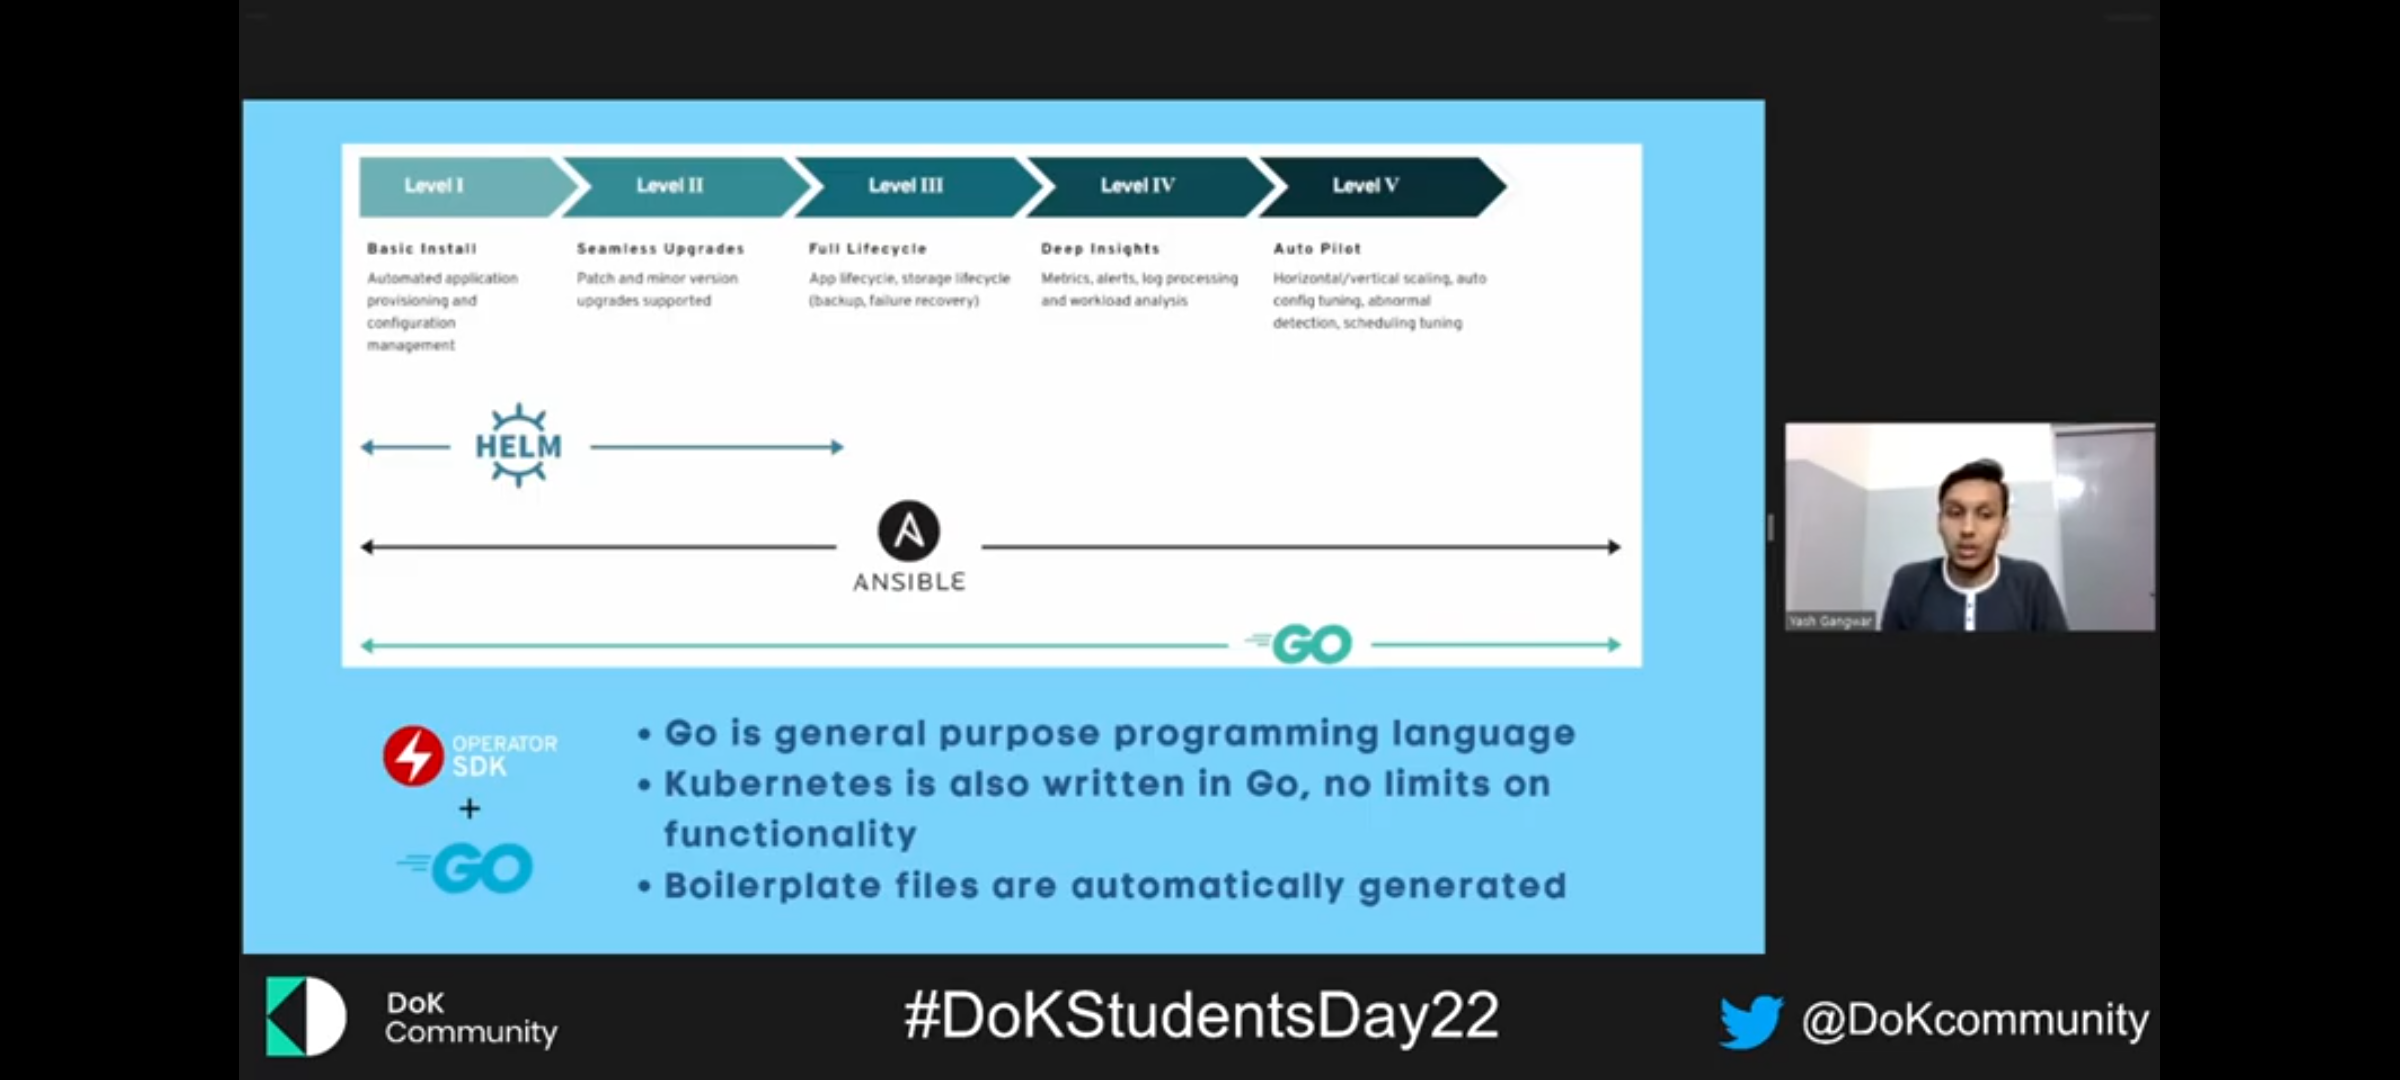 Level I
Level II
Level III
Level IV
Level V
Basic Install
Automated application
provisioning and
configuration
management
Seamless Upgrades
Patch and minor version
upgrades supported
Full Lifecycle
App lifecycle, storage lifecycle
(backup, failure recovery)
Deep Insights
Metrics, alerts, log processing
and workload analysis
Auto Pilot
Horizontal/vertical scaling, auto
config tuning, abnormal
detection, scheduling tuning
HELM
ANSIBLE
GO
OPERATOR
SDK
+
GO
• Go is general purpose programming language
• Kubernetes is also written in Go, no limits on
functionality
• Boilerplate files are automatically generated
Yash Gangwar
DoK
Community
#DoKStudentsDay22
@DoKcommunity